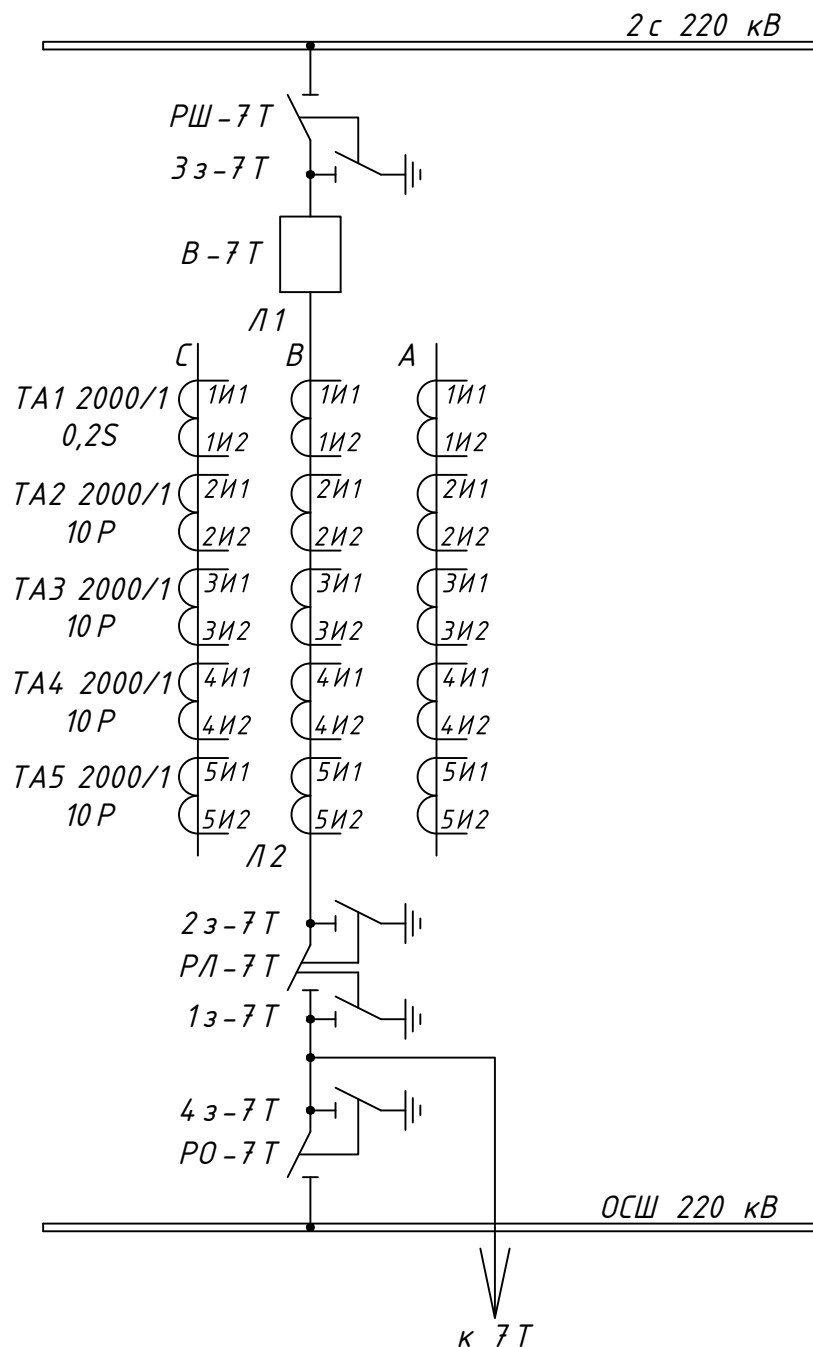 2с 220 кВ
РШ-7Т
3з-7Т
В-7Т
Л1
С В А
ТА1 2000/1 1И1 1И1 1И1
0,2S 1И2 1И2 1И2
ТА2 2000/1 2И1 2И1 2И1
10Р 2И2 2И2 2И2
ТА3 2000/1 3И1 3И1 3И1
10Р 3И2 3И2 3И2
ТА4 2000/1 4И1 4И1 4И1
10Р 4И2 4И2 4И2
ТА5 2000/1 5И1 5И1 5И1
10Р 5И2 5И2 5И2
Л2
2з-7Т
РЛ-7Т
1з-7Т
4з-7Т
РО-7Т
ОСШ 220 кВ
к 7Т